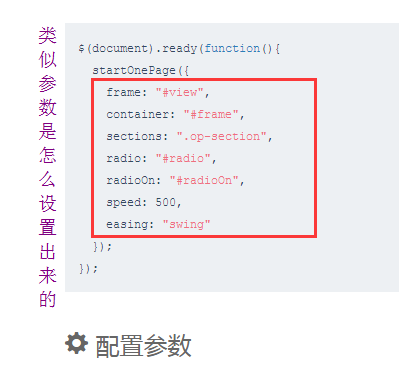 类似参数是怎么设置出来的
$(document).ready(function(){
startOnePage({
frame: "#view",
container: "#frame",
sections: ".op-section",
radio: "#radio",
radioOn: "#radioOn",
speed: 500,
easing: "swing"
});
});
配置参数